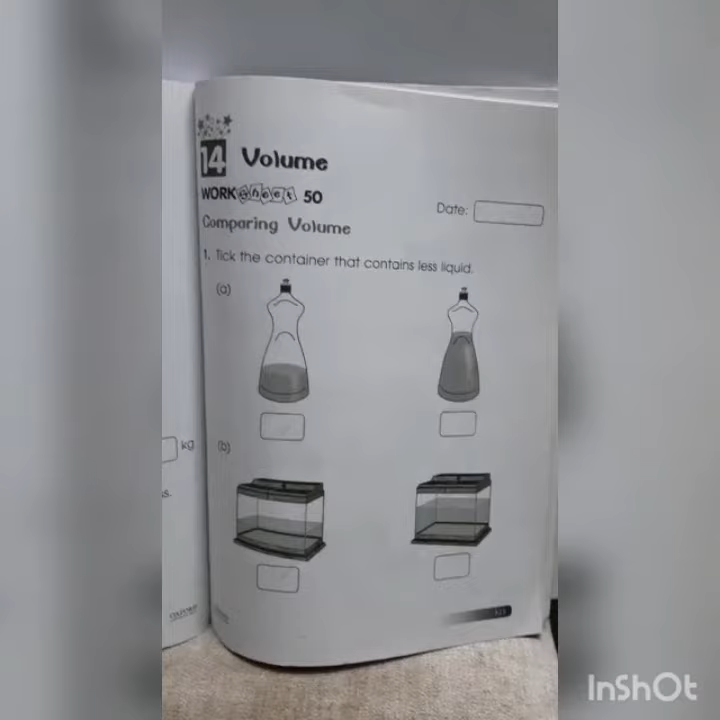 14 Volume
WORKsheet 50
Date:
Comparing Volume
1. Tick the container that contains less liquid.
(a)
kg
(b)
s.
InShOt